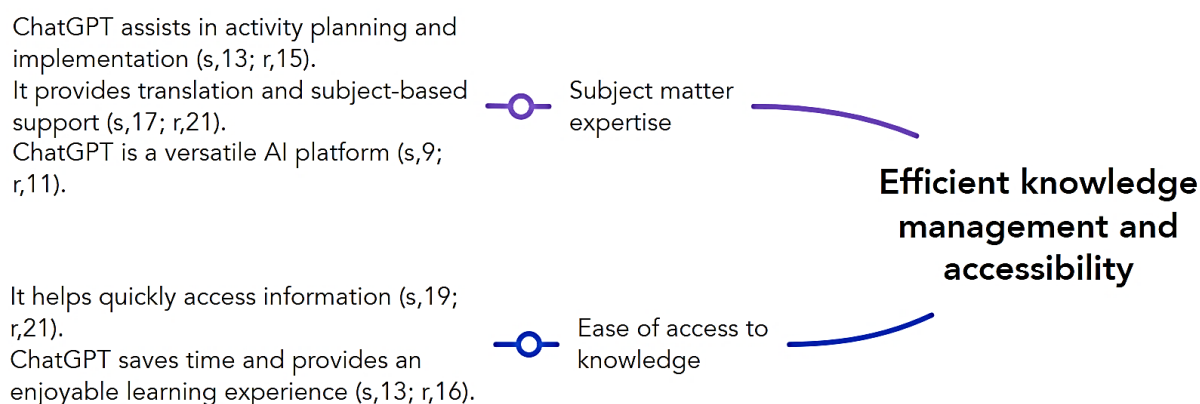 ChatGPT assists in activity planning and
implementation (s,13; r,15).
It provides translation and subject-based
support (s,17; r,21).
ChatGPT is a versatile AI platform (s,9;
r,11).
Subject matter
expertise
Efficient knowledge
management and
accessibility
It helps quickly access information (s,19;
r,21).
ChatGPT saves time and provides an
enjoyable learning experience (s,13; r,16).
Ease of access to
knowledge